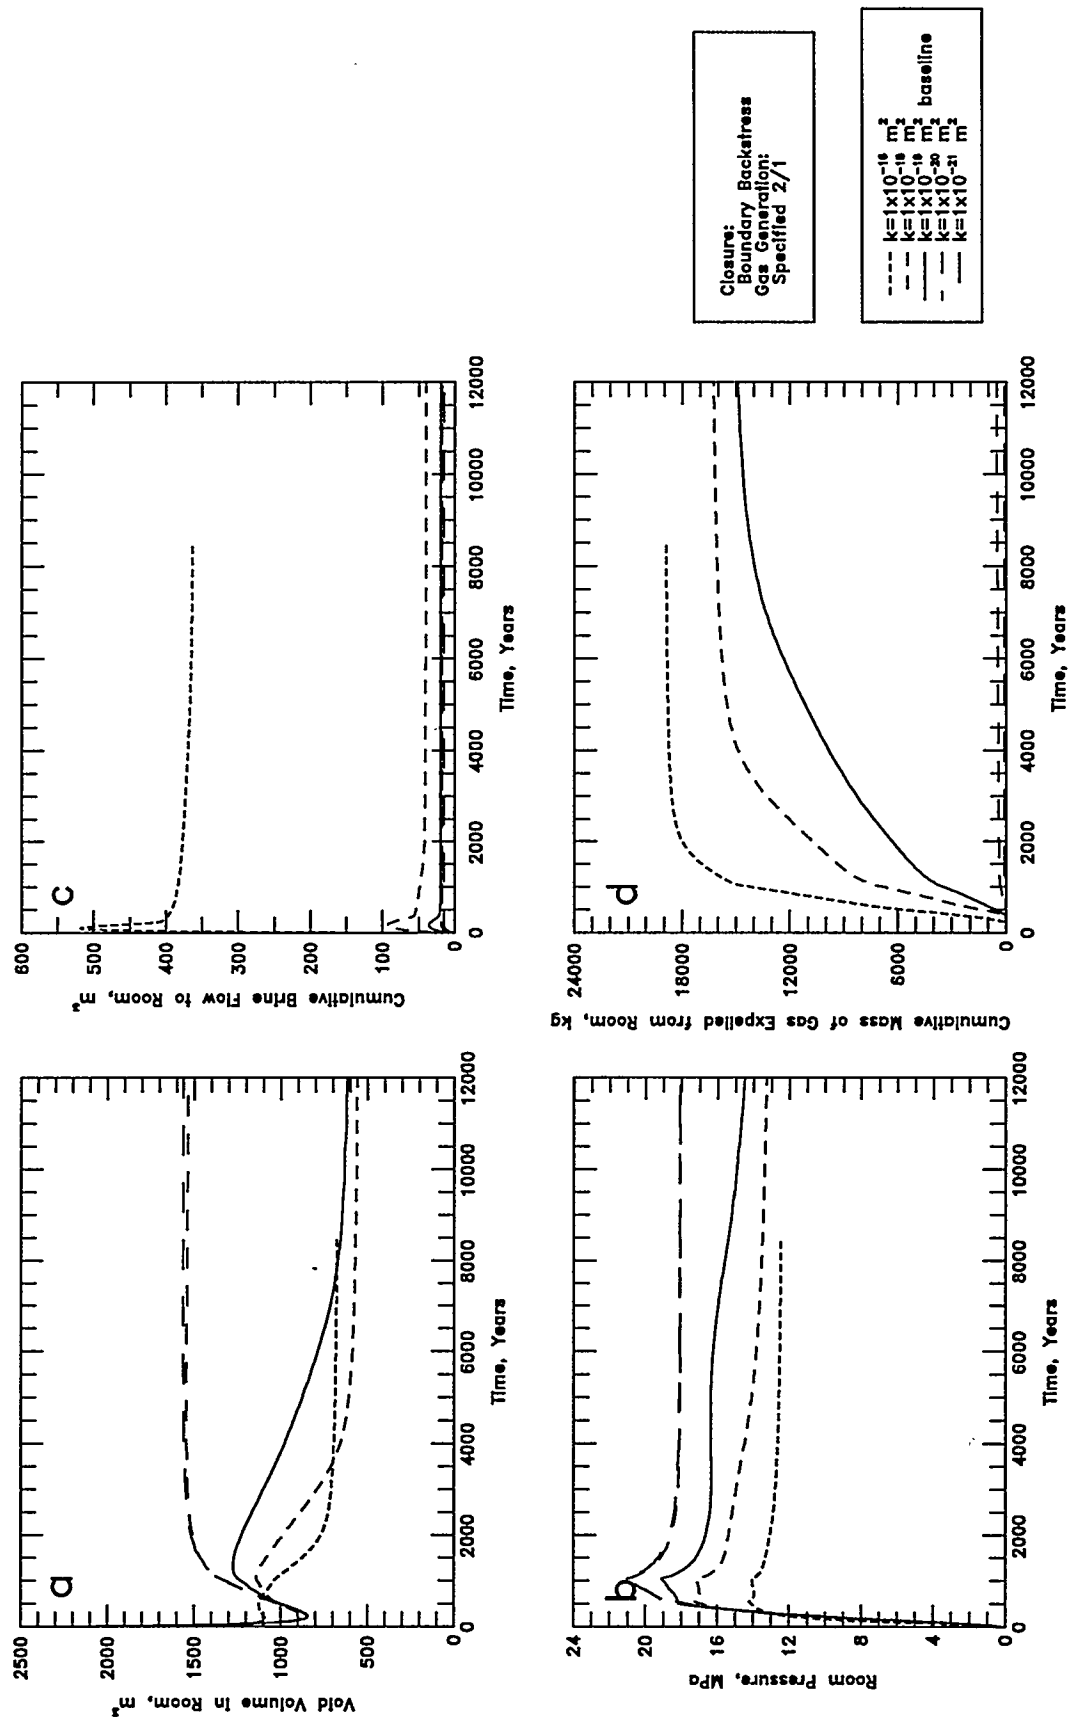 a
Void Volume in Room, m³
2500
2000
1500
1000
500
0
0 2000 4000 6000 8000 10000 12000
Time, Years
c
Cumulative Brine Flow to Room, m³
600
500
400
300
200
100
0
0 2000 4000 6000 8000 10000 12000
Time, Years
b
Room Pressure, MPa
24
20
16
12
8
4
0
0 2000 4000 6000 8000 10000 12000
Time, Years
d
Cumulative Mass of Gas Expelled from Room, kg
24000
18000
12000
6000
0
0 2000 4000 6000 8000 10000 12000
Time, Years
Closure:
Boundary Backstress
Gas Generation:
Specified 2/1
k=1x10⁻¹⁶ m²
k=1x10⁻¹⁸ m²
k=1x10⁻¹⁹ m² baseline
k=1x10⁻²⁰ m²
k=1x10⁻²¹ m²